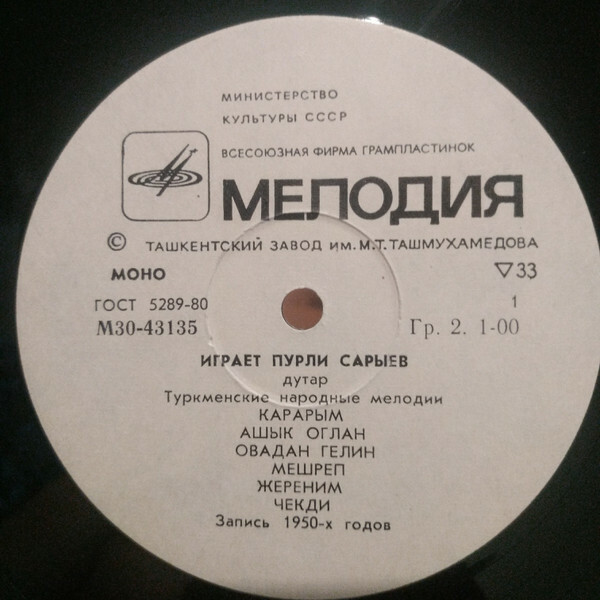 МИНИСТЕРСТВО
КУЛЬТУРЫ СССР
ВСЕСОЮЗНАЯ ФИРМА ГРАМПЛАСТИНОК
МЕЛОДИЯ
© ТАШКЕНТСКИЙ ЗАВОД ИМ. М.Т. ТАШМУХАМЕДОВА
МОНО ▽33
ГОСТ 5289-80 1
М30-43135 Гр. 2. 1-00
ИГРАЕТ ПУРЛИ САРЫЕВ
дутар
Туркменские народные мелодии
КАРАРЫМ
АШЫК ОГЛАН
ОВАДАН ГЕЛИН
МЕШРЕП
ЖЕРЕНИМ
ЧЕКДИ
Запись 1950-х годов